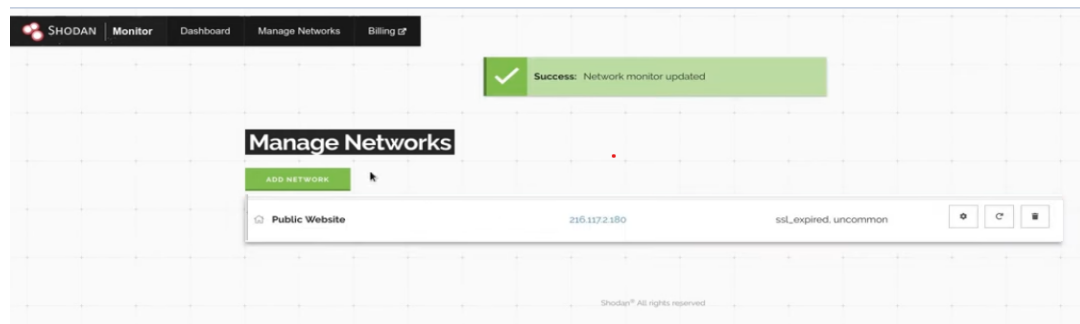 SHODAN Monitor Dashboard Manage Networks Billing
Success: Network monitor updated
Manage Networks
ADD NETWORK
Public Website 216.117.2.180 ssl_expired, uncommon
Shodan® All rights reserved